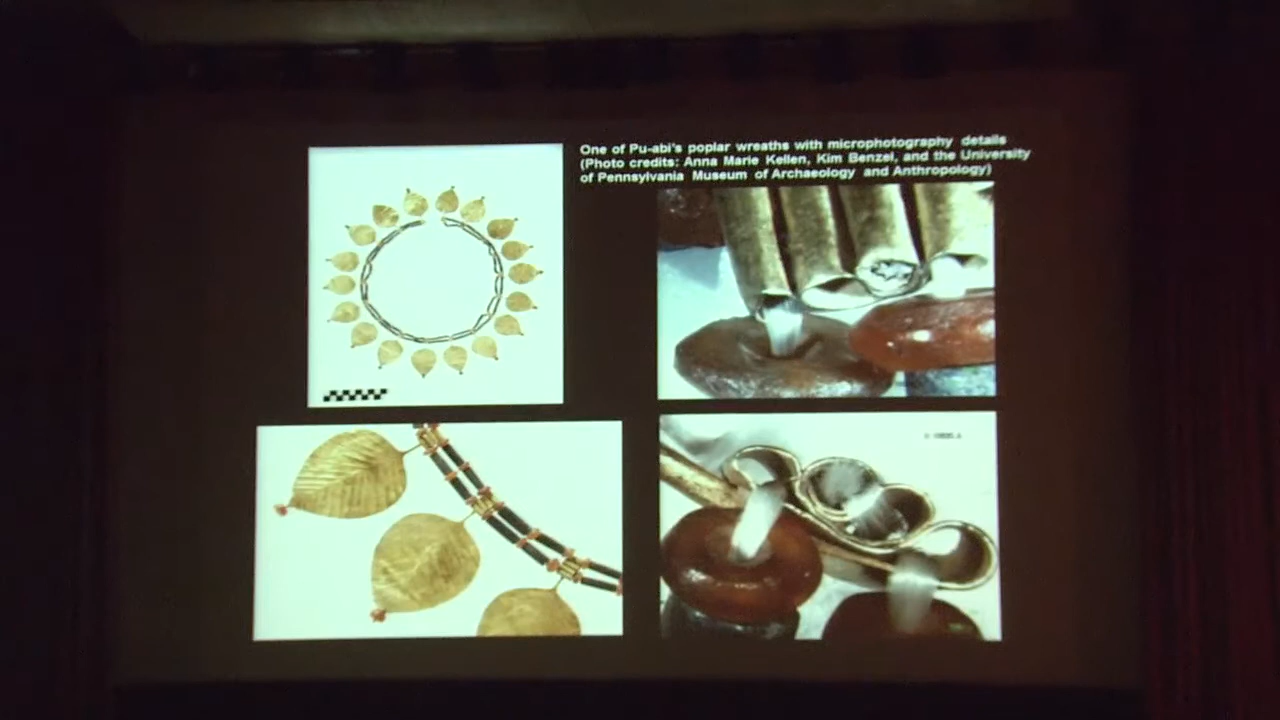 One of Pu-abi's poplar wreaths with microphotography details
(Photo credits: Anna Marie Kellen, Kim Benzel, and the University
of Pennsylvania Museum of Archaeology and Anthropology)